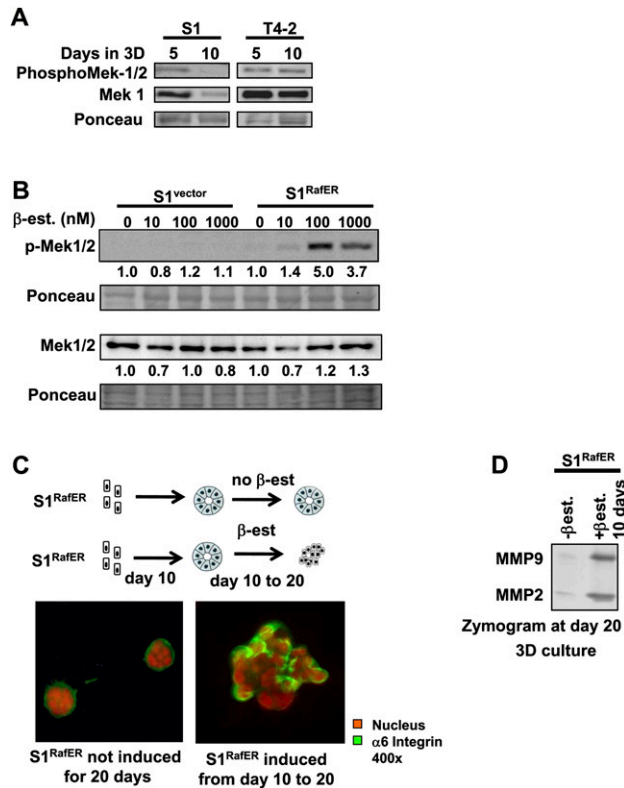 A
S1 T4-2
Days in 3D 5 10 5 10
PhosphoMek-1/2
Mek 1
Ponceau
B
S1vector S1RafER
β-est. (nM) 0 10 100 1000 0 10 100 1000
p-Mek1/2
1.0 0.8 1.2 1.1 1.0 1.4 5.0 3.7
Ponceau
Mek1/2
1.0 0.7 1.0 0.8 1.0 0.7 1.2 1.3
Ponceau
C
S1RafER no β-est
S1RafER β-est
day 10 day 10 to 20
Nucleus
α6 Integrin
400x
S1RafER not induced
for 20 days
S1RafER induced
from day 10 to 20
D
S1RafER
-βest.
+βest.
10 days
MMP9
MMP2
Zymogram at day 20
3D culture